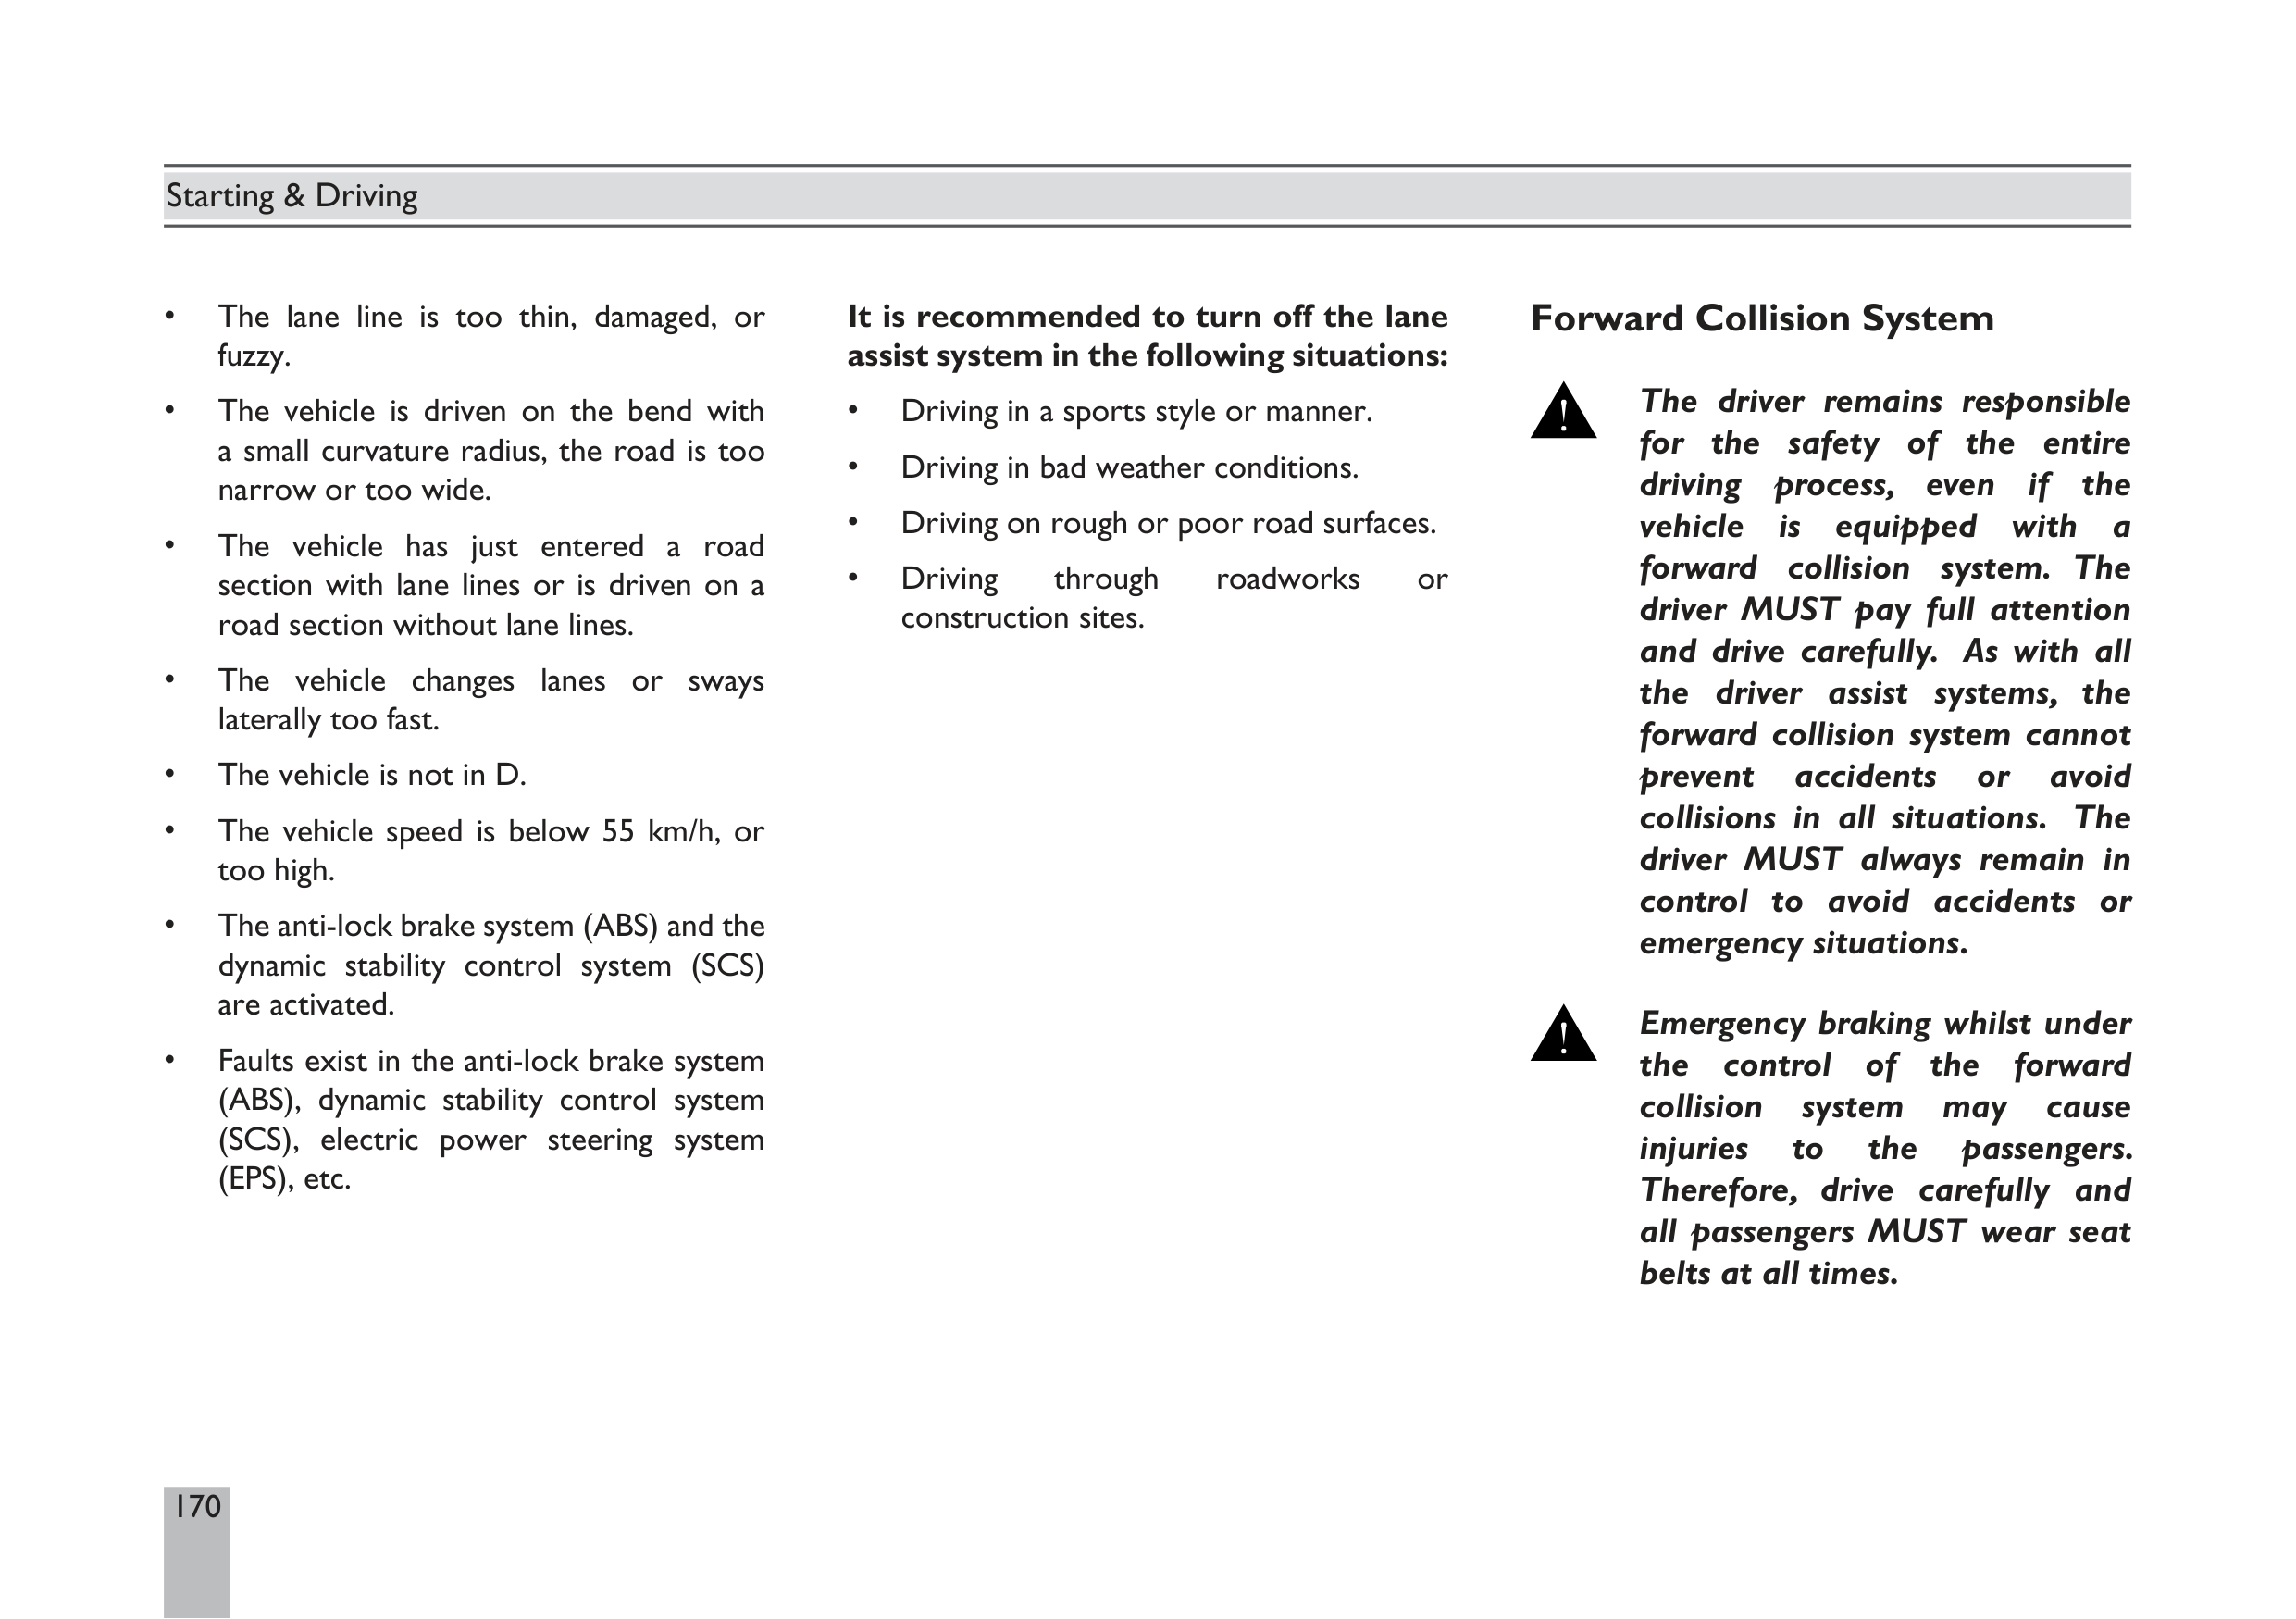 Starting & Driving
• The lane line is too thin, damaged, or
fuzzy.
• The vehicle is driven on the bend with
a small curvature radius, the road is too
narrow or too wide.
• The vehicle has just entered a road
section with lane lines or is driven on a
road section without lane lines.
• The vehicle changes lanes or sways
laterally too fast.
• The vehicle is not in D.
• The vehicle speed is below 55 km/h, or
too high.
• The anti-lock brake system (ABS) and the
dynamic stability control system (SCS)
are activated.
• Faults exist in the anti-lock brake system
(ABS), dynamic stability control system
(SCS), electric power steering system
(EPS), etc.
It is recommended to turn off the lane
assist system in the following situations:
• Driving in a sports style or manner.
• Driving in bad weather conditions.
• Driving on rough or poor road surfaces.
• Driving through roadworks or
construction sites.
Forward Collision System
The driver remains responsible
for the safety of the entire
driving process, even if the
vehicle is equipped with a
forward collision system. The
driver MUST pay full attention
and drive carefully. As with all
the driver assist systems, the
forward collision system cannot
prevent accidents or avoid
collisions in all situations. The
driver MUST always remain in
control to avoid accidents or
emergency situations.
Emergency braking whilst under
the control of the forward
collision system may cause
injuries to the passengers.
Therefore, drive carefully and
all passengers MUST wear seat
belts at all times.
170